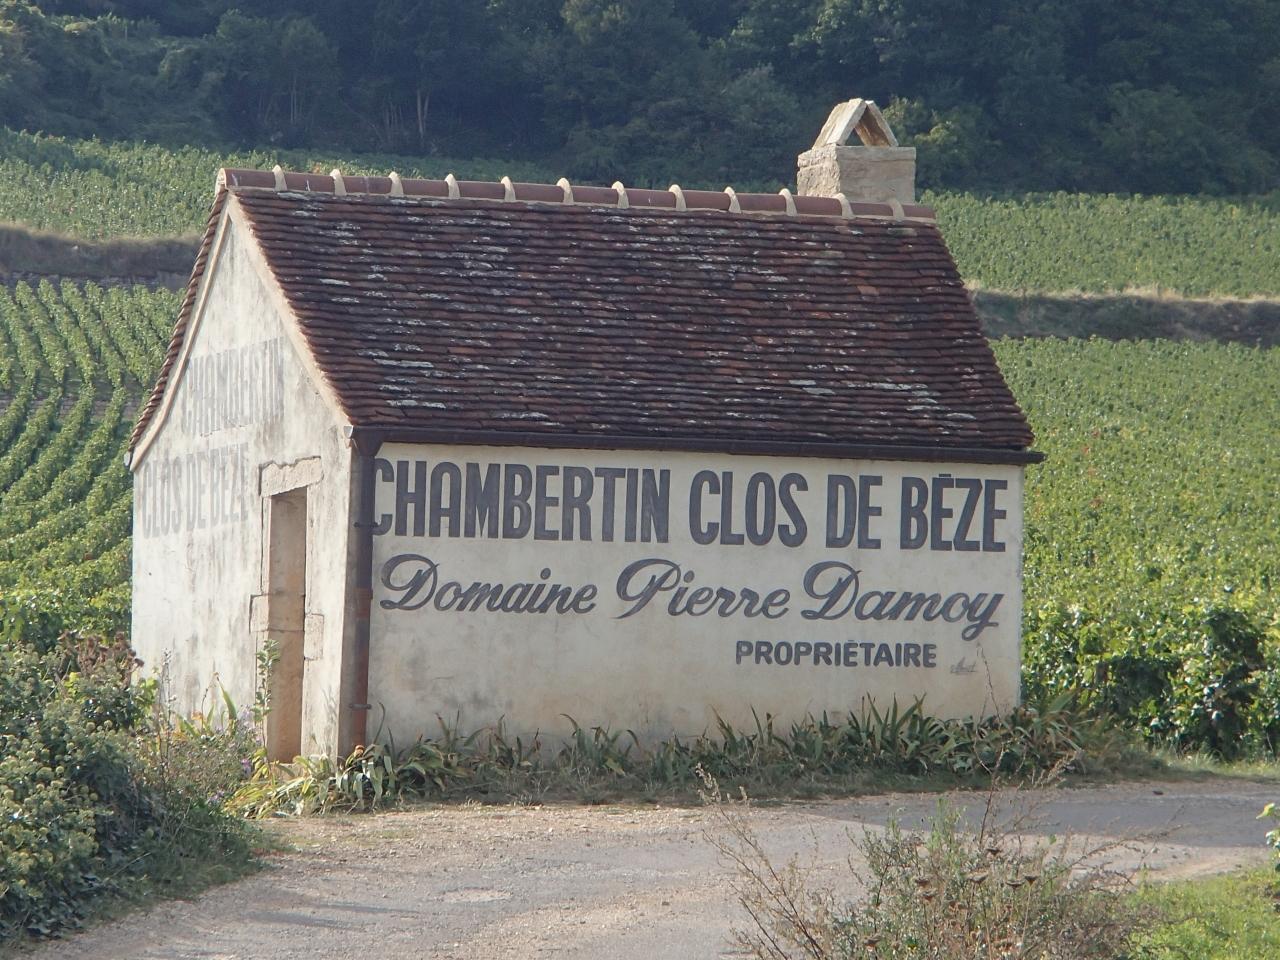 CHAMBERTIN
CLOS DE BÈZE
CHAMBERTIN CLOS DE BĒZE
Domaine Pierre Damoy
PROPRIÉTAIRE